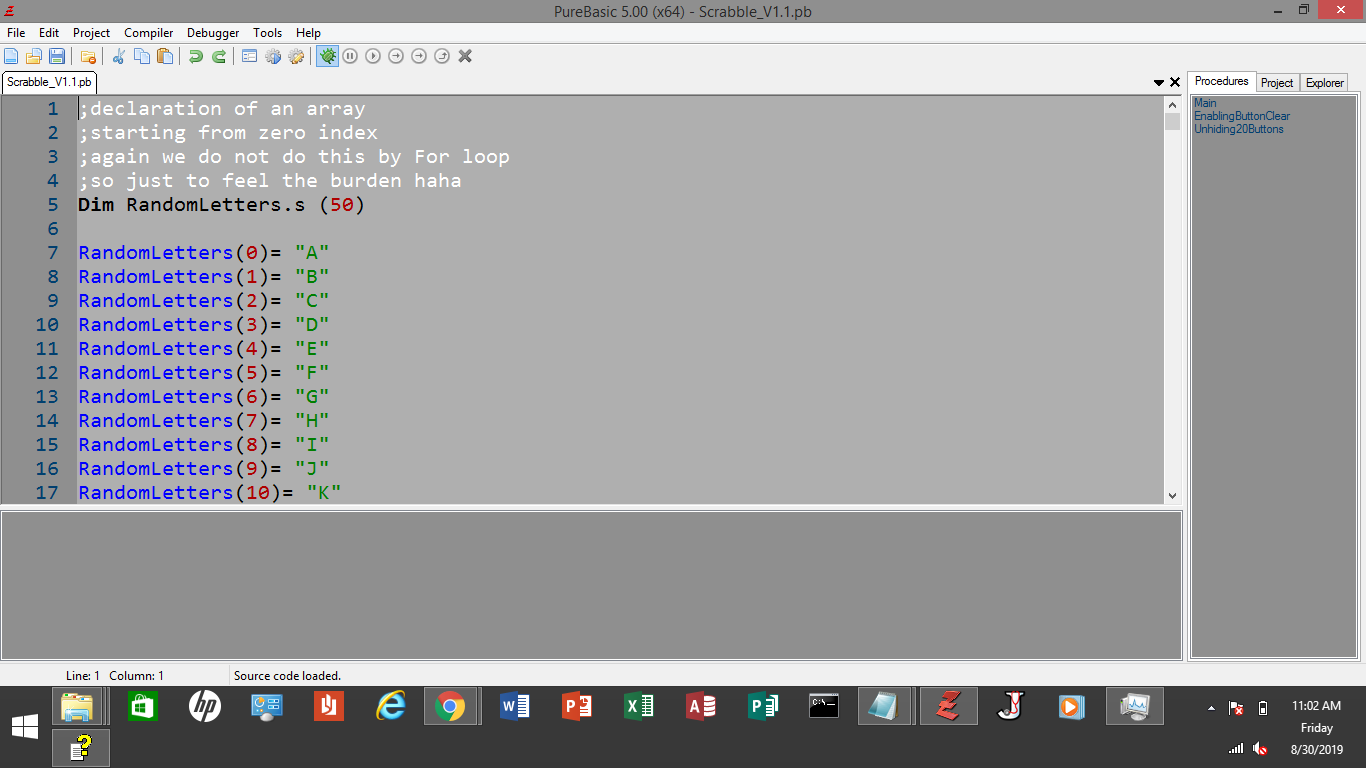 PureBasic 5.00 (x64) - Scrabble_V1.1.pb
File Edit Project Compiler Debugger Tools Help
Scrabble_V1.1.pb
Procedures Project Explorer
1 ;declaration of an array
2 ;starting from zero index
3 ;again we do not do this by For loop
4 ;so just to feel the burden haha
5 Dim RandomLetters.s (50)
6
7 RandomLetters(0)= "A"
8 RandomLetters(1)= "B"
9 RandomLetters(2)= "C"
10 RandomLetters(3)= "D"
11 RandomLetters(4)= "E"
12 RandomLetters(5)= "F"
13 RandomLetters(6)= "G"
14 RandomLetters(7)= "H"
15 RandomLetters(8)= "I"
16 RandomLetters(9)= "J"
17 RandomLetters(10)= "K"
Main
EnablingButtonClear
Unhiding20Buttons
Line: 1 Column: 1 Source code loaded.
11:02 AM
Friday
8/30/2019